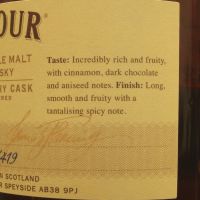 OUR®
LE MALT
SKY
RY CASK
Taste: Incredibly rich and fruity,
with cinnamon, dark chocolate
and aniseed notes. Finish: Long,
smooth and fruity with a
tantalising spicy note.
419
N SCOTLAND
R SPEYSIDE AB38 9PJ